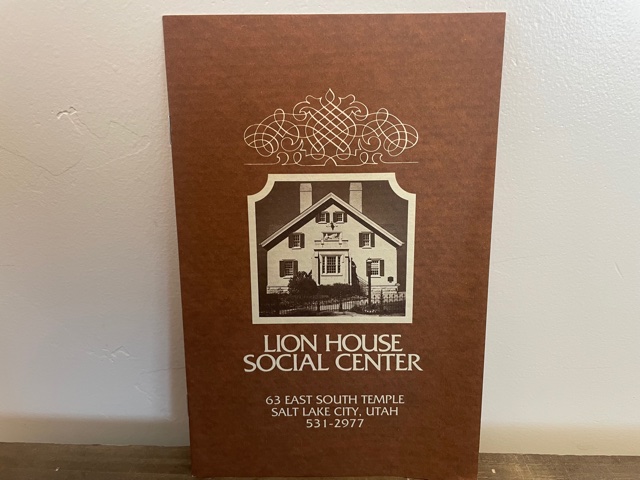 LION HOUSE
SOCIAL CENTER
63 EAST SOUTH TEMPLE
SALT LAKE CITY, UTAH
531-2977